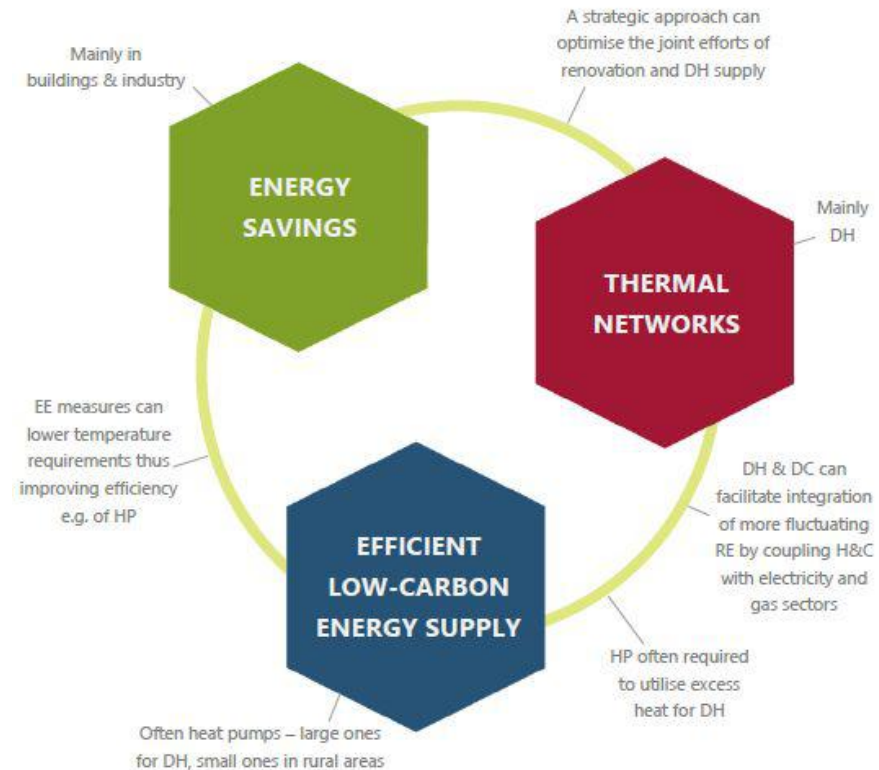 Mainly in
buildings & industry
A strategic approach can
optimise the joint efforts of
renovation and DH supply
ENERGY
SAVINGS
Mainly
DH
THERMAL
NETWORKS
EE measures can
lower temperature
requirements thus
improving efficiency
e.g. of HP
DH & DC can
facilitate integration
of more fluctuating
RE by coupling H&C
with electricity and
gas sectors
EFFICIENT
LOW-CARBON
ENERGY SUPPLY
HP often required
to utilise excess
heat for DH
Often heat pumps – large ones
for DH, small ones in rural areas